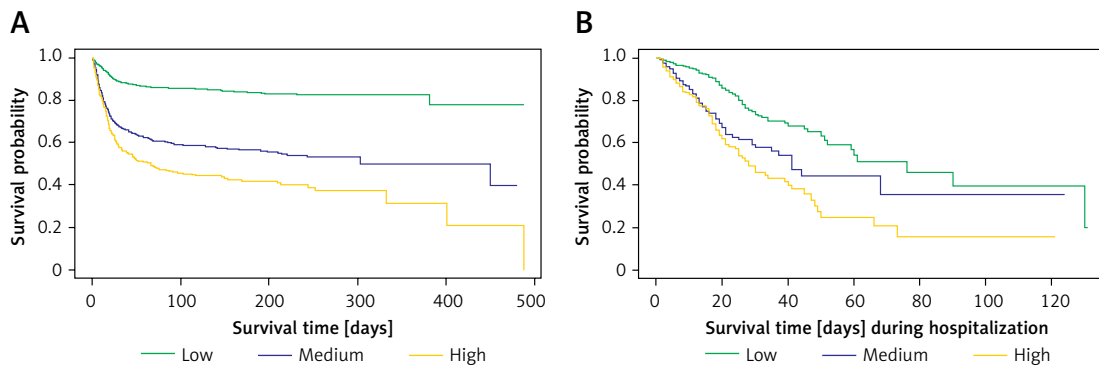 A
Survival probability
1.0
0.8
0.6
0.4
0.2
0
0 100 200 300 400 500
Survival time [days]
Low Medium High
B
Survival probability
1.0
0.8
0.6
0.4
0.2
0
0 20 40 60 80 100 120
Survival time [days] during hospitalization
Low Medium High